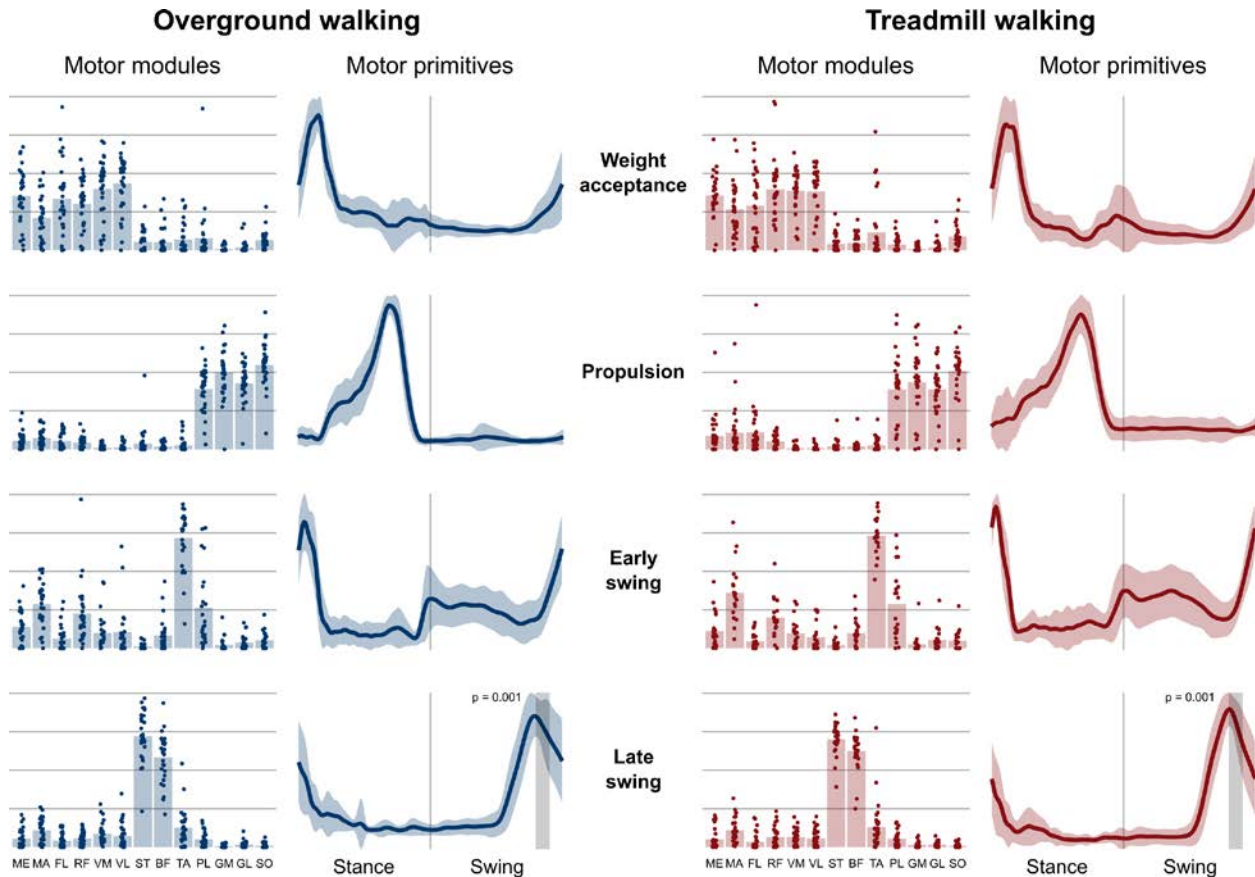 Overground walking
Treadmill walking
Motor modules
Motor primitives
Motor modules
Motor primitives
Weight
acceptance
Propulsion
Early
swing
p = 0.001
Late
swing
p = 0.001
ME MA FL RF VM VL ST BF TA PL GM GL SO
Stance
Swing
ME MA FL RF VM VL ST BF TA PL GM GL SO
Stance
Swing